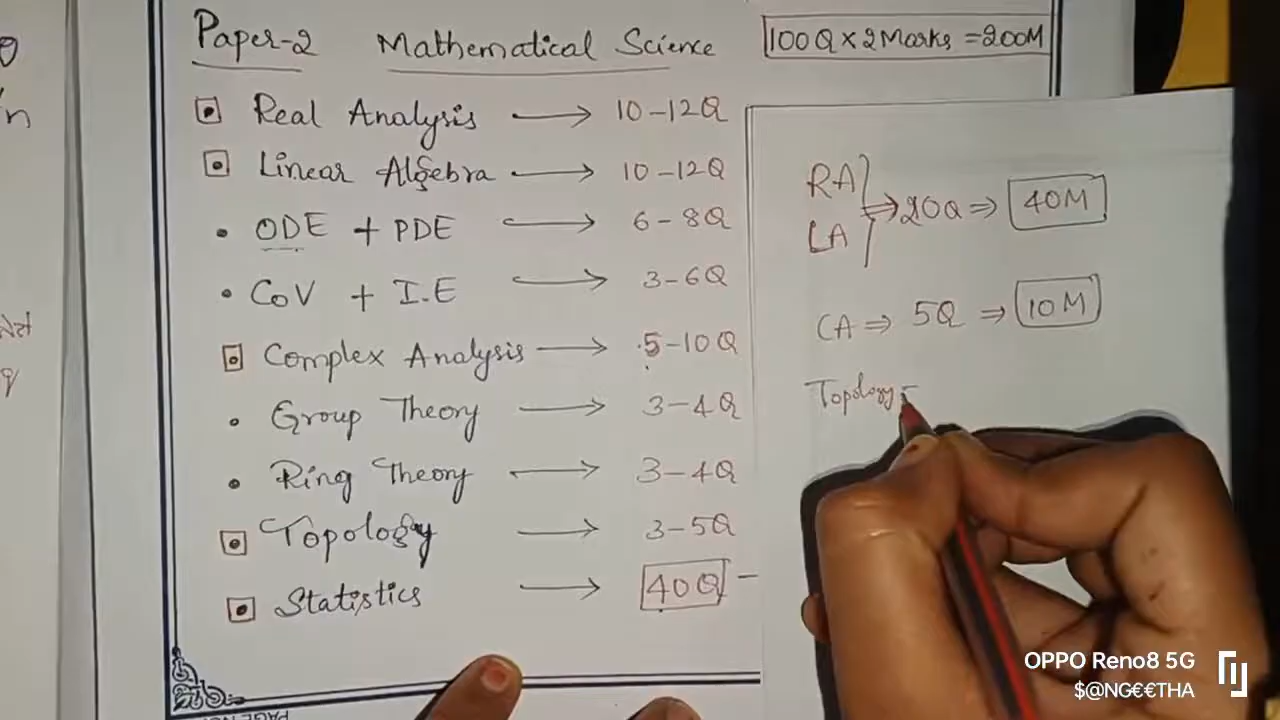 Paper-2 Mathematical Science
100Q × 2 Marks = 200M
Real Analysis → 10-12Q
Linear Algebra → 10-12Q
ODE + PDE → 6-8Q
CoV + I.E → 3-6Q
Complex Analysis → 5-10Q
Group Theory → 3-4Q
Ring Theory → 3-4Q
Topology → 3-5Q
Statistics → 40Q -
RA
LA
⇒ 20Q ⇒ 40M
CA ⇒ 5Q ⇒ 10M
Topology =
OPPO Reno8 5G
$@NG€€THA